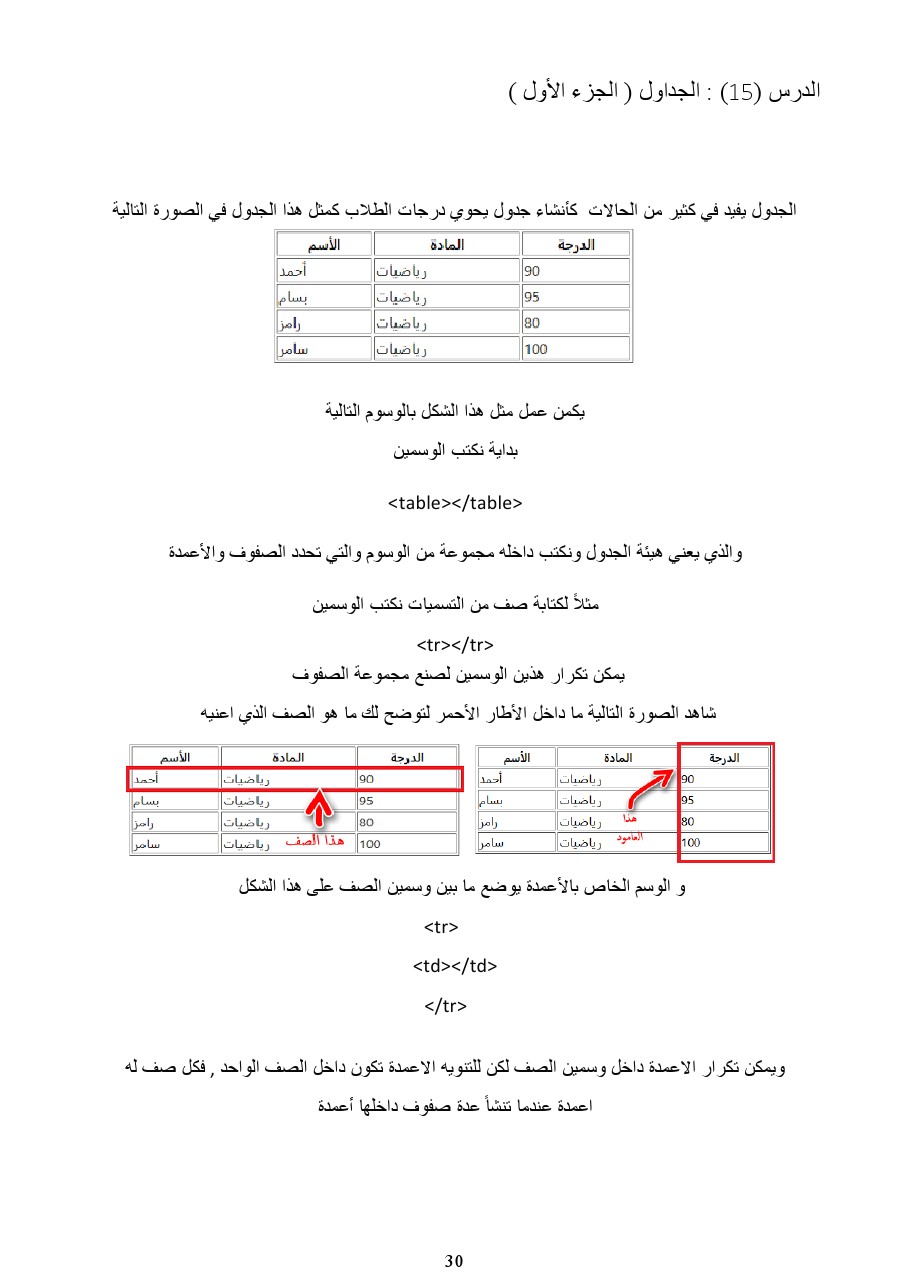 الدرس (15) : الجداول ( الجزء الأول )
الجدول يفيد في كثير من الحالات كأنشاء جدول يحوي درجات الطلاب كمثل هذا الجدول في الصورة التالية
الأسم المادة الدرجة
أحمد رياضيات 90
بسام رياضيات 95
رامز رياضيات 80
سامر رياضيات 100
يكمن عمل مثل هذا الشكل بالوسوم التالية
بداية نكتب الوسمين
<table></table>
والذي يعني هيئة الجدول ونكتب داخله مجموعة من الوسوم والتي تحدد الصفوف والأعمدة
مثلاً لكتابة صف من التسميات نكتب الوسمين
<tr></tr>
يمكن تكرار هذين الوسمين لصنع مجموعة الصفوف
شاهد الصورة التالية ما داخل الأطار الأحمر لتوضح لك ما هو الصف الذي اعنيه
الأسم المادة الدرجة
أحمد رياضيات 90
بسام رياضيات 95
رامز رياضيات 80
سامر رياضيات 100
هذا الصف
الأسم المادة الدرجة
أحمد رياضيات 90
بسام رياضيات 95
رامز رياضيات 80
سامر رياضيات 100
هذا
العامود
و الوسم الخاص بالأعمدة يوضع ما بين وسمين الصف على هذا الشكل
<tr>
<td></td>
</tr>
ويمكن تكرار الاعمدة داخل وسمين الصف لكن للتنويه الاعمدة تكون داخل الصف الواحد , فكل صف له
اعمدة عندما تنشأ عدة صفوف داخلها أعمدة
30